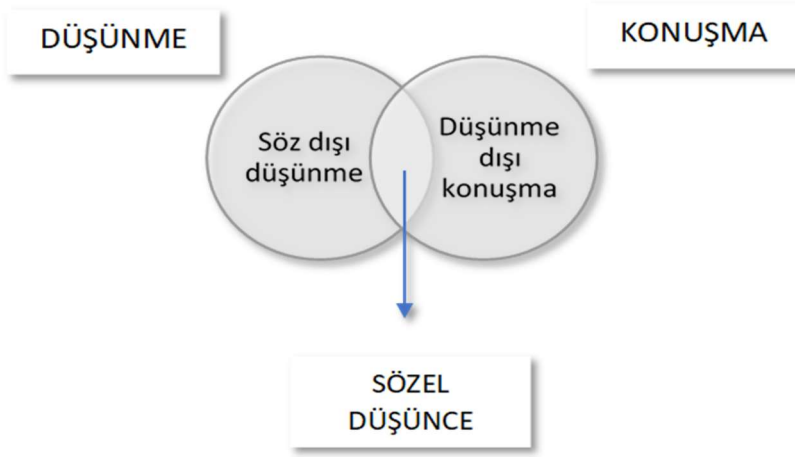 DÜŞÜNME
KONUŞMA
Söz dışı
düşünme
Düşünme
dışı
konuşma
SÖZEL
DÜŞÜNCE